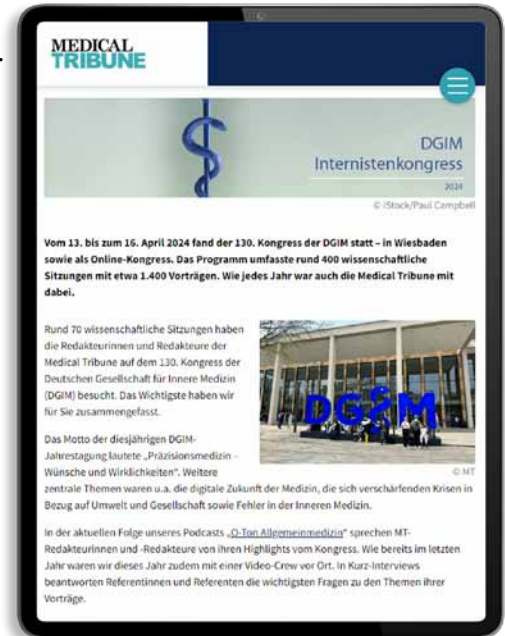 MEDICAL
TRIBUNE
DGIM
Internistenkongress
2024
© iStock/Paul Campbell
Vom 13. bis zum 16. April 2024 fand der 130. Kongress der DGIM statt – in Wiesbaden
sowie als Online-Kongress. Das Programm umfasste rund 400 wissenschaftliche
Sitzungen mit etwa 1.400 Vorträgen. Wie jedes Jahr war auch die Medical Tribune mit
dabei.
Rund 70 wissenschaftliche Sitzungen haben
die Redakteurinnen und Redakteure der
Medical Tribune auf dem 130. Kongress der
Deutschen Gesellschaft für Innere Medizin
(DGIM) besucht. Das Wichtigste haben wir
für Sie zusammengefasst.
DGIM
© MT
Das Motto der diesjährigen DGIM-
Jahrestagung lautete „Präzisionsmedizin –
Wünsche und Wirklichkeiten“. Weitere
zentrale Themen waren u.a. die digitale Zukunft der Medizin, die sich verschärfenden Krisen in
Bezug auf Umwelt und Gesellschaft sowie Fehler in der Inneren Medizin.
In der aktuellen Folge unseres Podcasts „O-Ton Allgemeinmedizin“ sprechen MT-
Redakteurinnen und -Redakteure von ihren Highlights vom Kongress. Wie bereits im letzten
Jahr waren wir dieses Jahr zudem mit einer Video-Crew vor Ort. In Kurz-Interviews
beantworten Referentinnen und Referenten die wichtigsten Fragen zu den Themen ihrer
Vorträge.